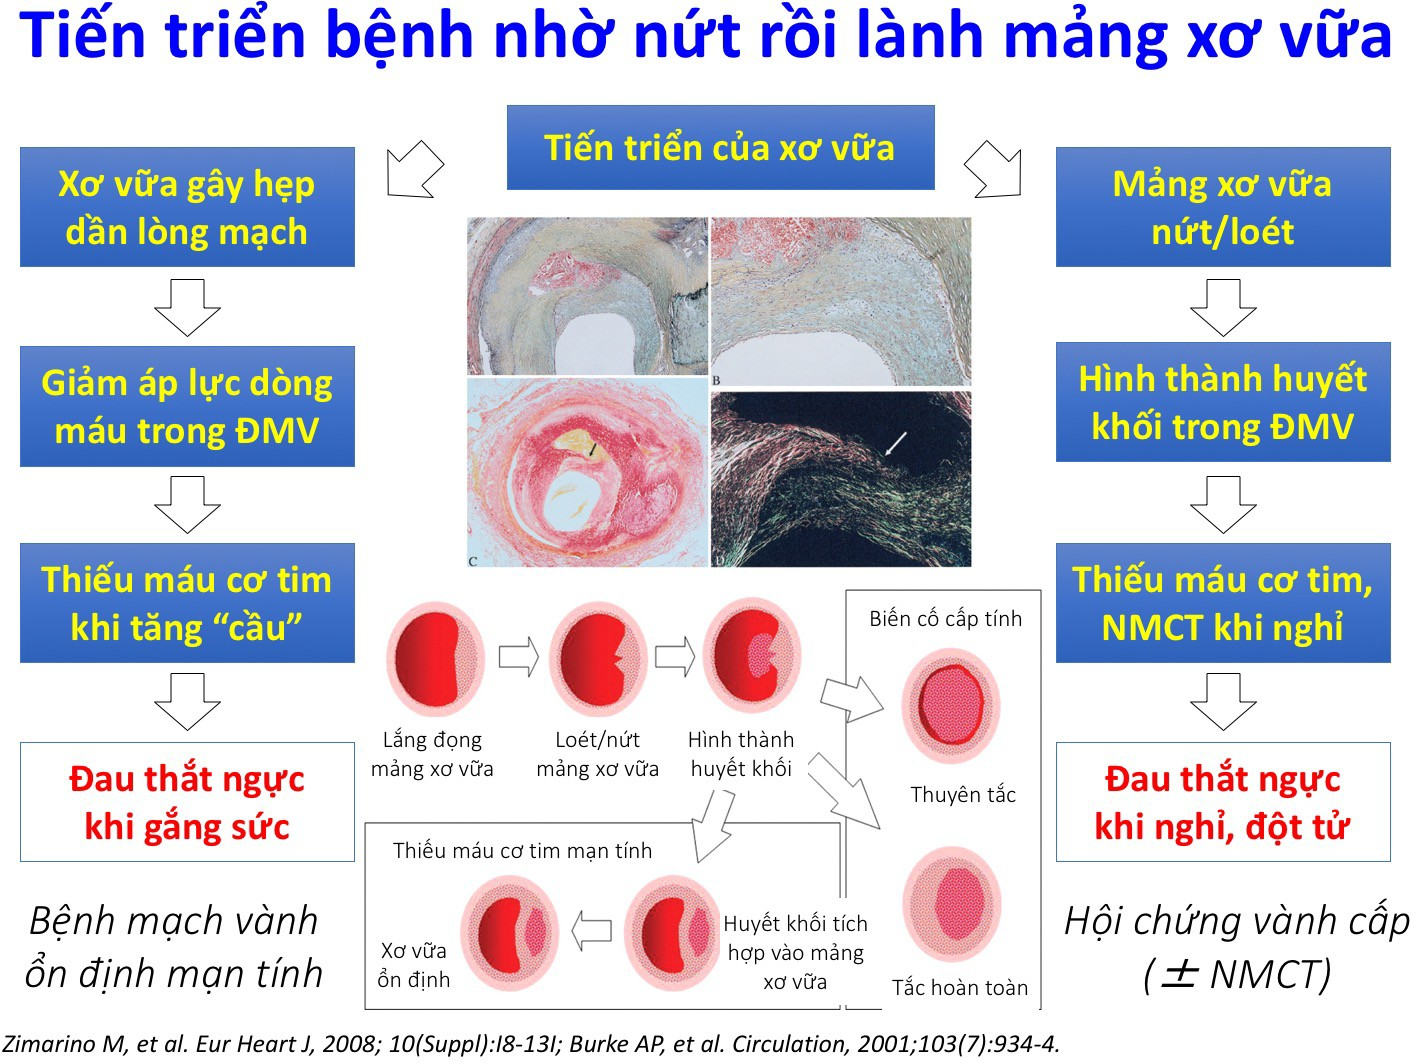 Tiến triển bệnh nhờ nứt rồi lành mảng xơ vữa
Tiến triển của xơ vữa
Xơ vữa gây hẹp
dần lòng mạch
Giảm áp lực dòng
máu trong ĐMV
Thiếu máu cơ tim
khi tăng “cầu”
Đau thắt ngực
khi gắng sức
Bệnh mạch vành
ổn định mạn tính
B
C
D
Lắng đọng
mảng xơ vữa
Loét/nứt
mảng xơ vữa
Hình thành
huyết khối
Biến cố cấp tính
Thuyên tắc
Tắc hoàn toàn
Thiếu máu cơ tim mạn tính
Xơ vữa
ổn định
Huyết khối tích
hợp vào mảng
xơ vữa
Mảng xơ vữa
nứt/loét
Hình thành huyết
khối trong ĐMV
Thiếu máu cơ tim,
NMCT khi nghỉ
Đau thắt ngực
khi nghỉ, đột tử
Hội chứng vành cấp
(± NMCT)
Zimarino M, et al. Eur Heart J, 2008; 10(Suppl):I8-13I; Burke AP, et al. Circulation, 2001;103(7):934-4.